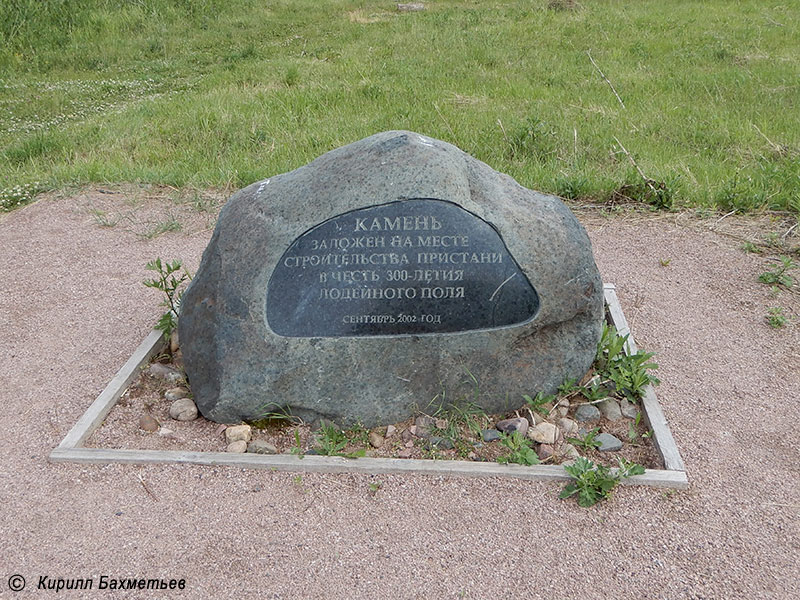 КАМЕНЬ
ЗАЛОЖЕН НА МЕСТЕ
СТРОИТЕЛЬСТВА ПРИСТАНИ
В ЧЕСТЬ 300-ЛЕТИЯ
ЛОДЕЙНОГО ПОЛЯ
СЕНТЯБРЬ 2002 ГОД
© Кирилл Бахметьев